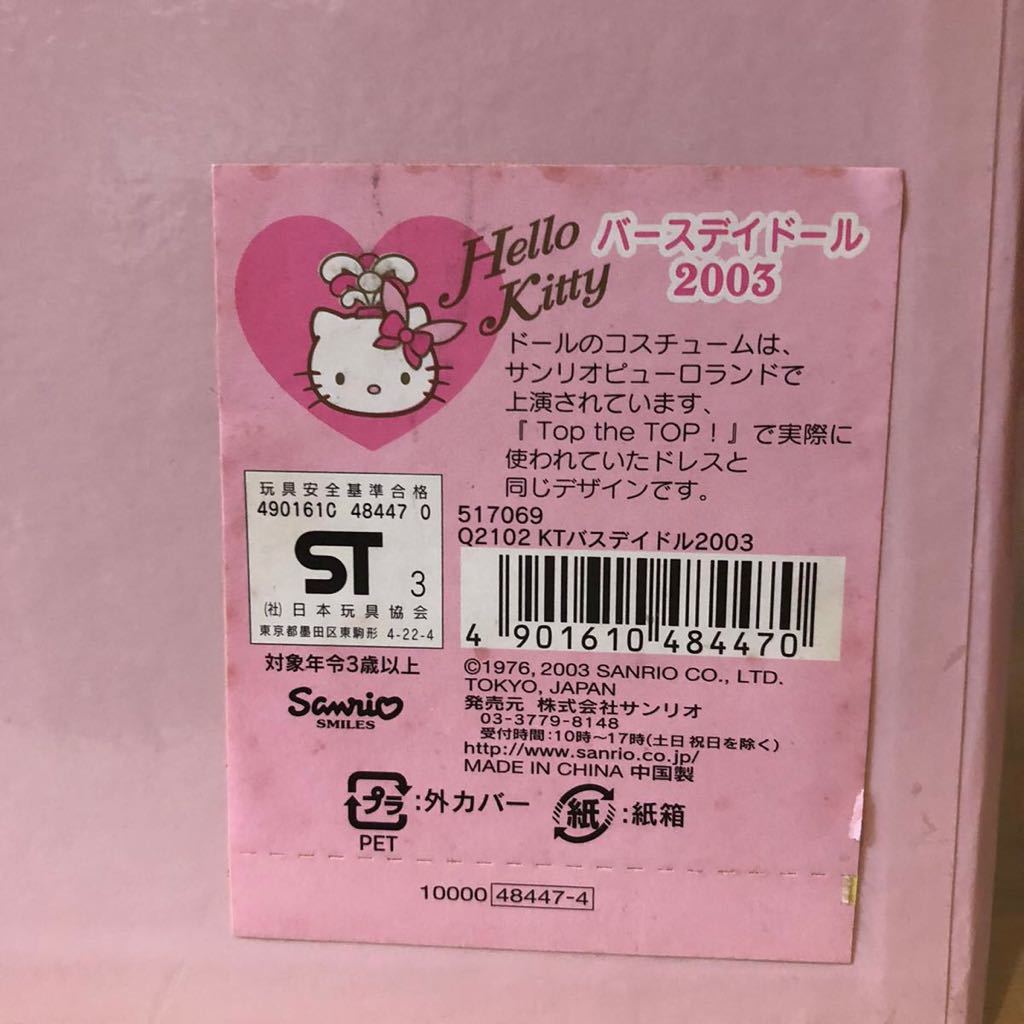 Hello
Kitty
バースデイドール
2003
ドールのコスチュームは、
サンリオピューロランドで
上演されています、
『Top the TOP！』で実際に
使われていたドレスと
同じデザインです。
玩具安全基準合格
490161C 48447 0
ST 3
(社)日本玩具協会
東京都墨田区東駒形 4-22-4
対象年令3歳以上
Sanrio
SMILES
517069
Q2102 KTバスデイドル2003
4 901610 484470
©1976, 2003 SANRIO CO., LTD.
TOKYO, JAPAN
発売元 株式会社サンリオ
03-3779-8148
受付時間:10時～17時(土日祝日を除く)
http://www.sanrio.co.jp/
MADE IN CHINA 中国製
プラ:外カバー
PET
紙:紙箱
10000 48447-4